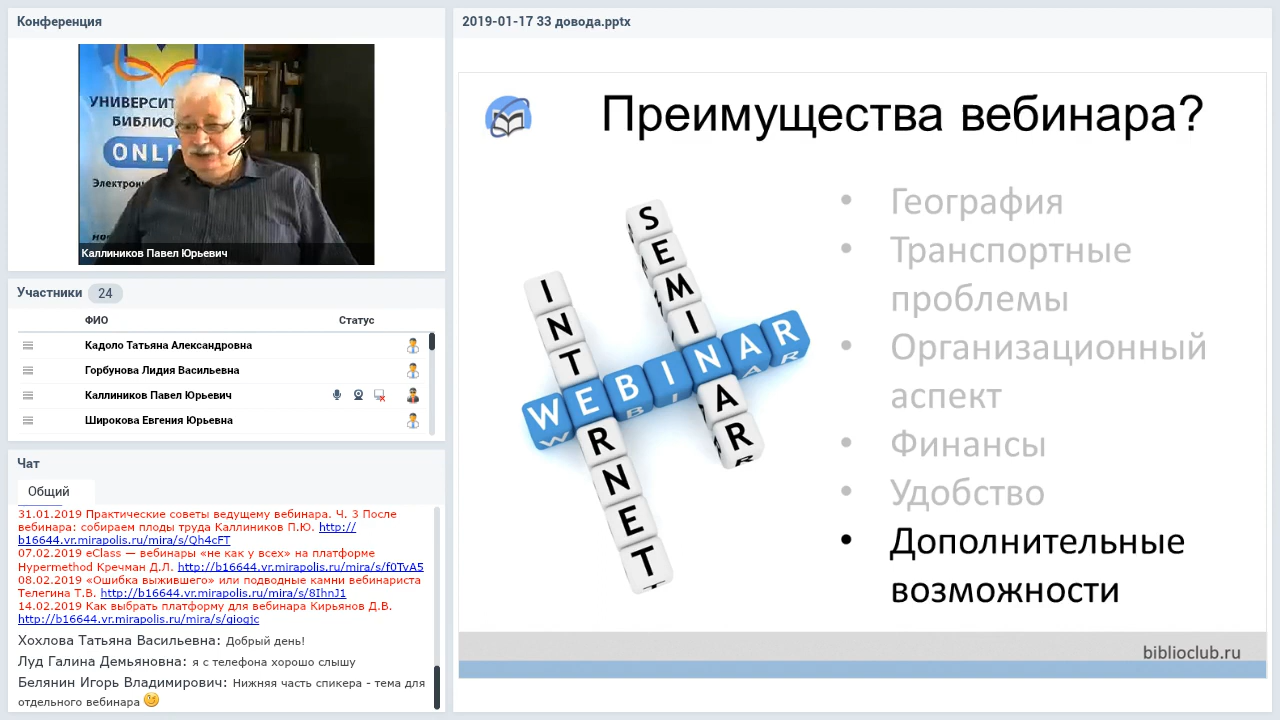 Конференция
УНИВЕРСИТ
БИБЛИО
ONLI
Каллиников Павел Юрьевич
Участники 24
ФИО Статус
Кадоло Татьяна Александровна
Горбунова Лидия Васильевна
Каллиников Павел Юрьевич
Широкова Евгения Юрьевна
Чат
Общий
31.01.2019 Практические советы ведущему вебинара. Ч. 3 После
вебинара: собираем плоды труда Каллиников П.Ю. http://
b16644.vr.mirapolis.ru/mira/s/Qh4cFT
07.02.2019 eClass — вебинары «не как у всех» на платформе
Hypermethod Кречман Д.Л. http://b16644.vr.mirapolis.ru/mira/s/f0TvA5
08.02.2019 «Ошибка выжившего» или подводные камни вебинариста
Телегина Т.В. http://b16644.vr.mirapolis.ru/mira/s/8IhnJ1
14.02.2019 Как выбрать платформу для вебинара Кирьянов Д.В.
http://b16644.vr.mirapolis.ru/mira/s/gioqjc
Хохлова Татьяна Васильевна: Добрый день!
Луд Галина Демьяновна: я с телефона хорошо слышу
Белянин Игорь Владимирович: Нижняя часть спикера - тема для
отдельного вебинара
2019-01-17 33 довода.pptx
Преимущества вебинара?
SEMINAR
INTERNET
WEBINAR
• География
• Транспортные
проблемы
• Организационный
аспект
• Финансы
• Удобство
• Дополнительные
возможности
biblioclub.ru